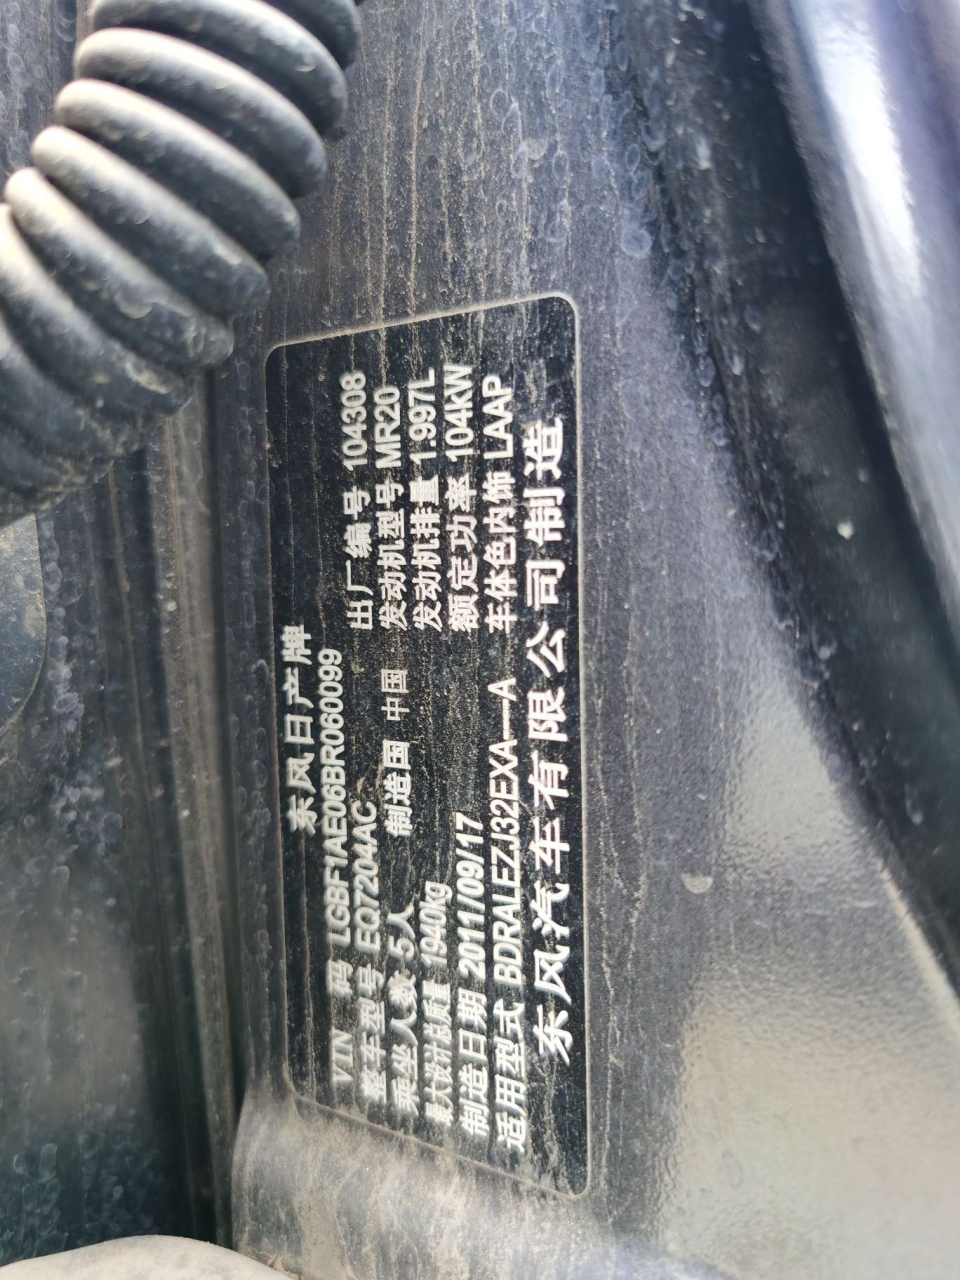 东风日产牌
VIN 码 LGBF1AE06BR060099
整车型号 EQ7204AC 出厂编号 104308
乘坐人数 5人 制造国 中国 发动机型号 MR20
最大设计总质量 1940kg 发动机排量 1.997L
制造日期 2011/09/17 额定功率 104kW
适用型式 BDRALEZJ32EXA—A 车体色内饰 LAAP
东风汽车有限公司制造